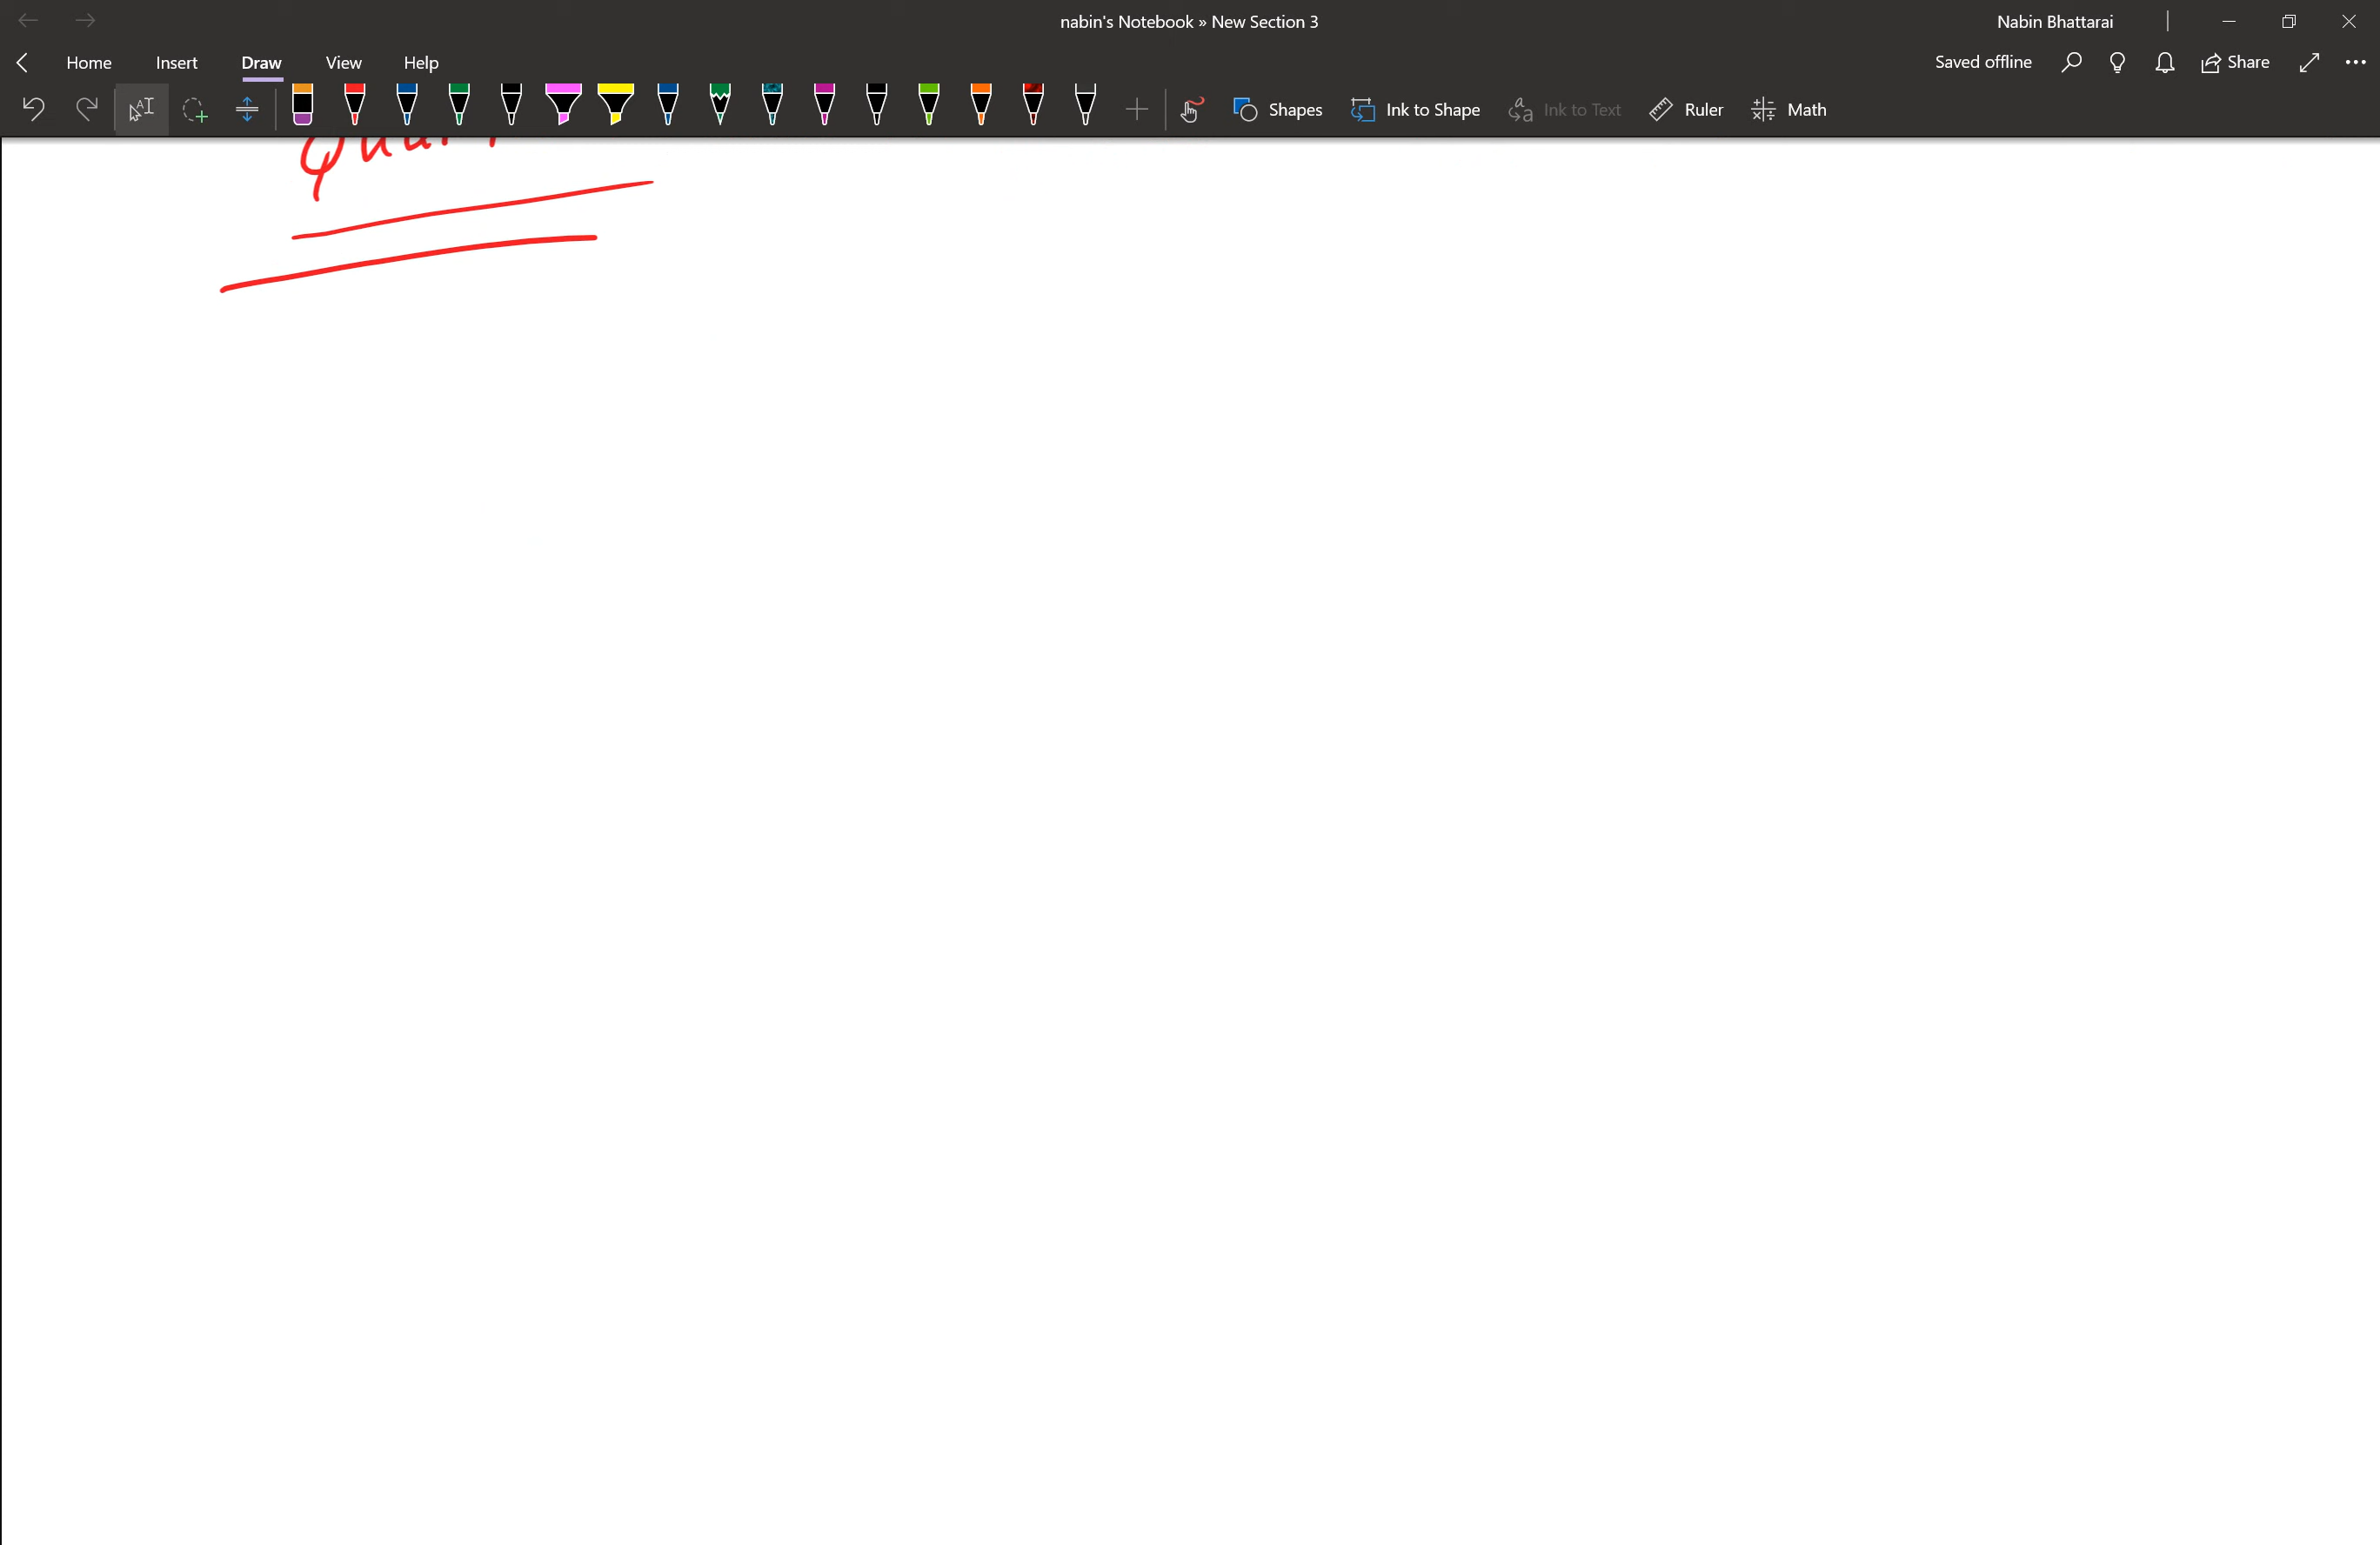 nabin's Notebook » New Section 3
Nabin Bhattarai
Home Insert Draw View Help
Saved offline
Share
Shapes
Ink to Shape
Ink to Text
Ruler
Math